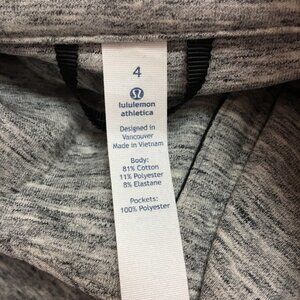 4
lululemon
athletica
Designed in
Vancouver
Made in Vietnam
Body:
81% Cotton
11% Polyester
8% Elastane
Pockets:
100% Polyester